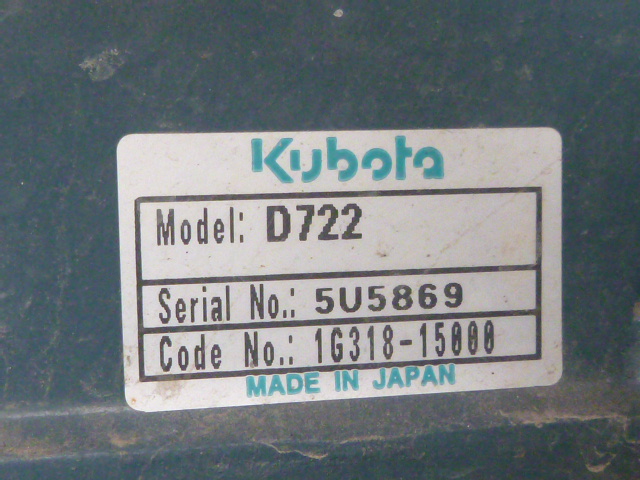 Kubota
Model: D722
Serial No.: 5U5869
Code No.: 1G318-15000
MADE IN JAPAN